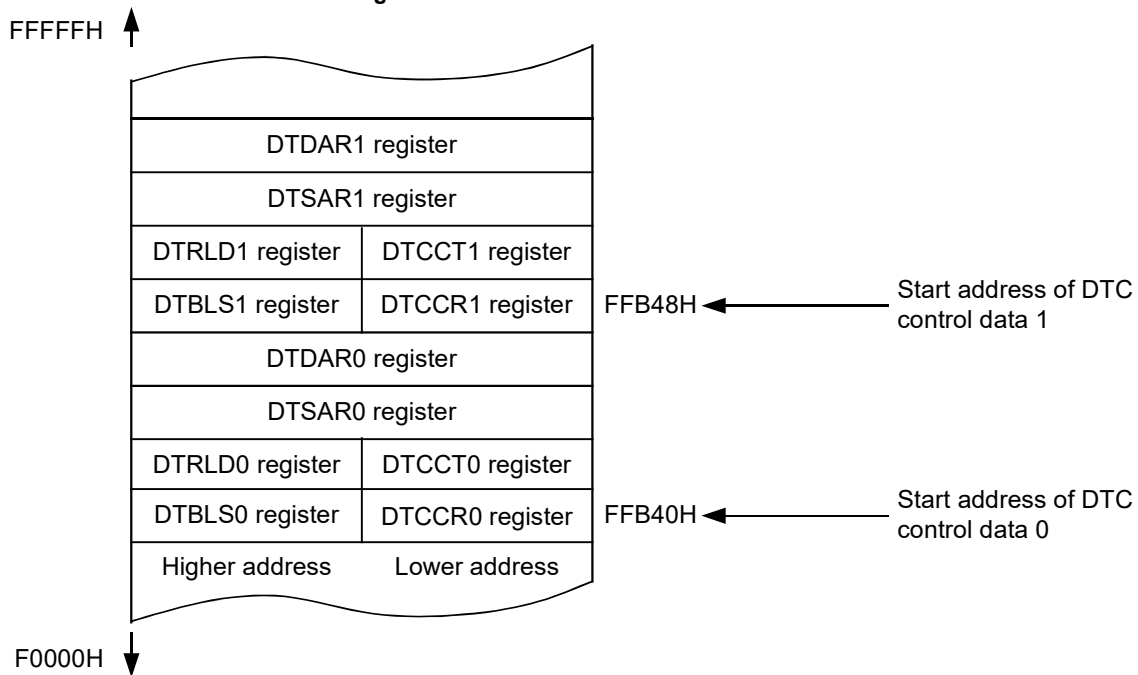 FFFFFH
DTDAR1 register
DTSAR1 register
DTRLD1 register DTCCT1 register
DTBLS1 register DTCCR1 register FFB48H Start address of DTC
control data 1
DTDAR0 register
DTSAR0 register
DTRLD0 register DTCCT0 register
DTBLS0 register DTCCR0 register FFB40H Start address of DTC
control data 0
Higher address Lower address
F0000H